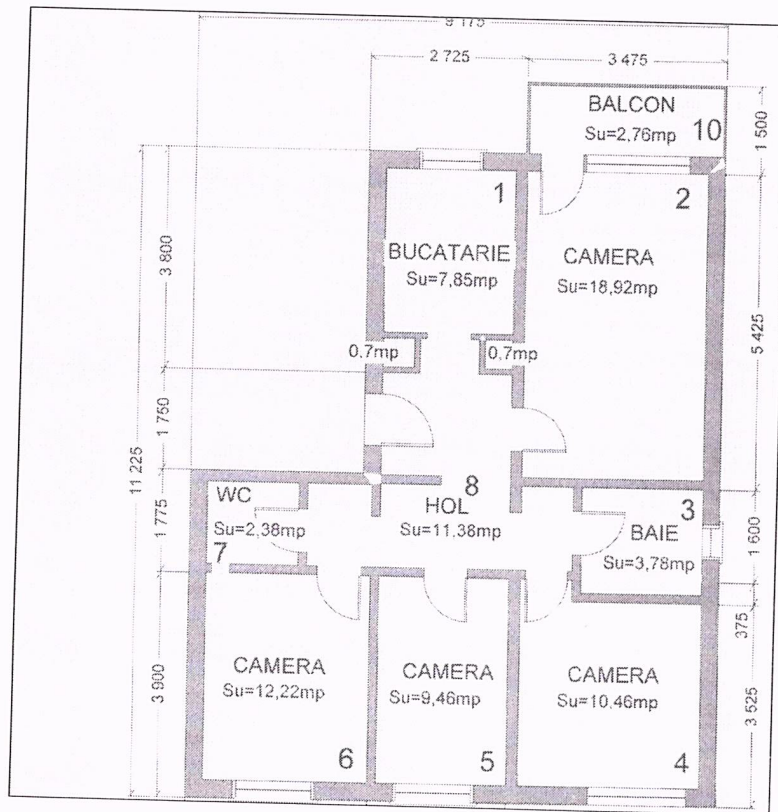 9 175
2 725
3 475
BALCON
Su=2,76mp
10
1 500
1
2
BUCATARIE
Su=7,85mp
CAMERA
Su=18,92mp
3 800
5 425
0,7mp
0,7mp
1 750
11 225
8
HOL
Su=11,38mp
WC
Su=2,38mp
7
1 775
3
BAIE
Su=3,78mp
1 600
375
CAMERA
Su=12,22mp
6
CAMERA
Su=9,46mp
5
CAMERA
Su=10,46mp
4
3 900
3 525